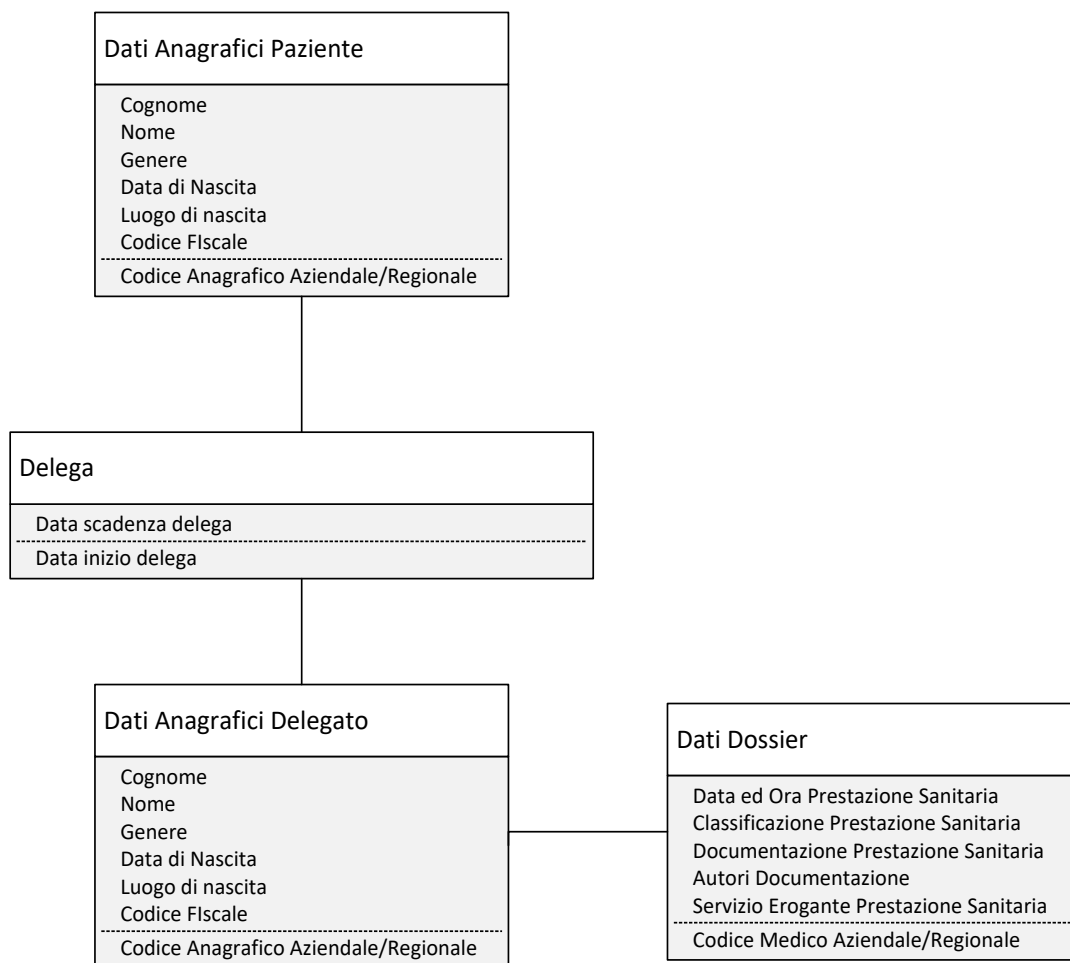 Dati Anagrafici Paziente
Cognome
Nome
Genere
Data di Nascita
Luogo di nascita
Codice FIscale
Codice Anagrafico Aziendale/Regionale
Delega
Data scadenza delega
Data inizio delega
Dati Anagrafici Delegato
Cognome
Nome
Genere
Data di Nascita
Luogo di nascita
Codice FIscale
Codice Anagrafico Aziendale/Regionale
Dati Dossier
Data ed Ora Prestazione Sanitaria
Classificazione Prestazione Sanitaria
Documentazione Prestazione Sanitaria
Autori Documentazione
Servizio Erogante Prestazione Sanitaria
Codice Medico Aziendale/Regionale